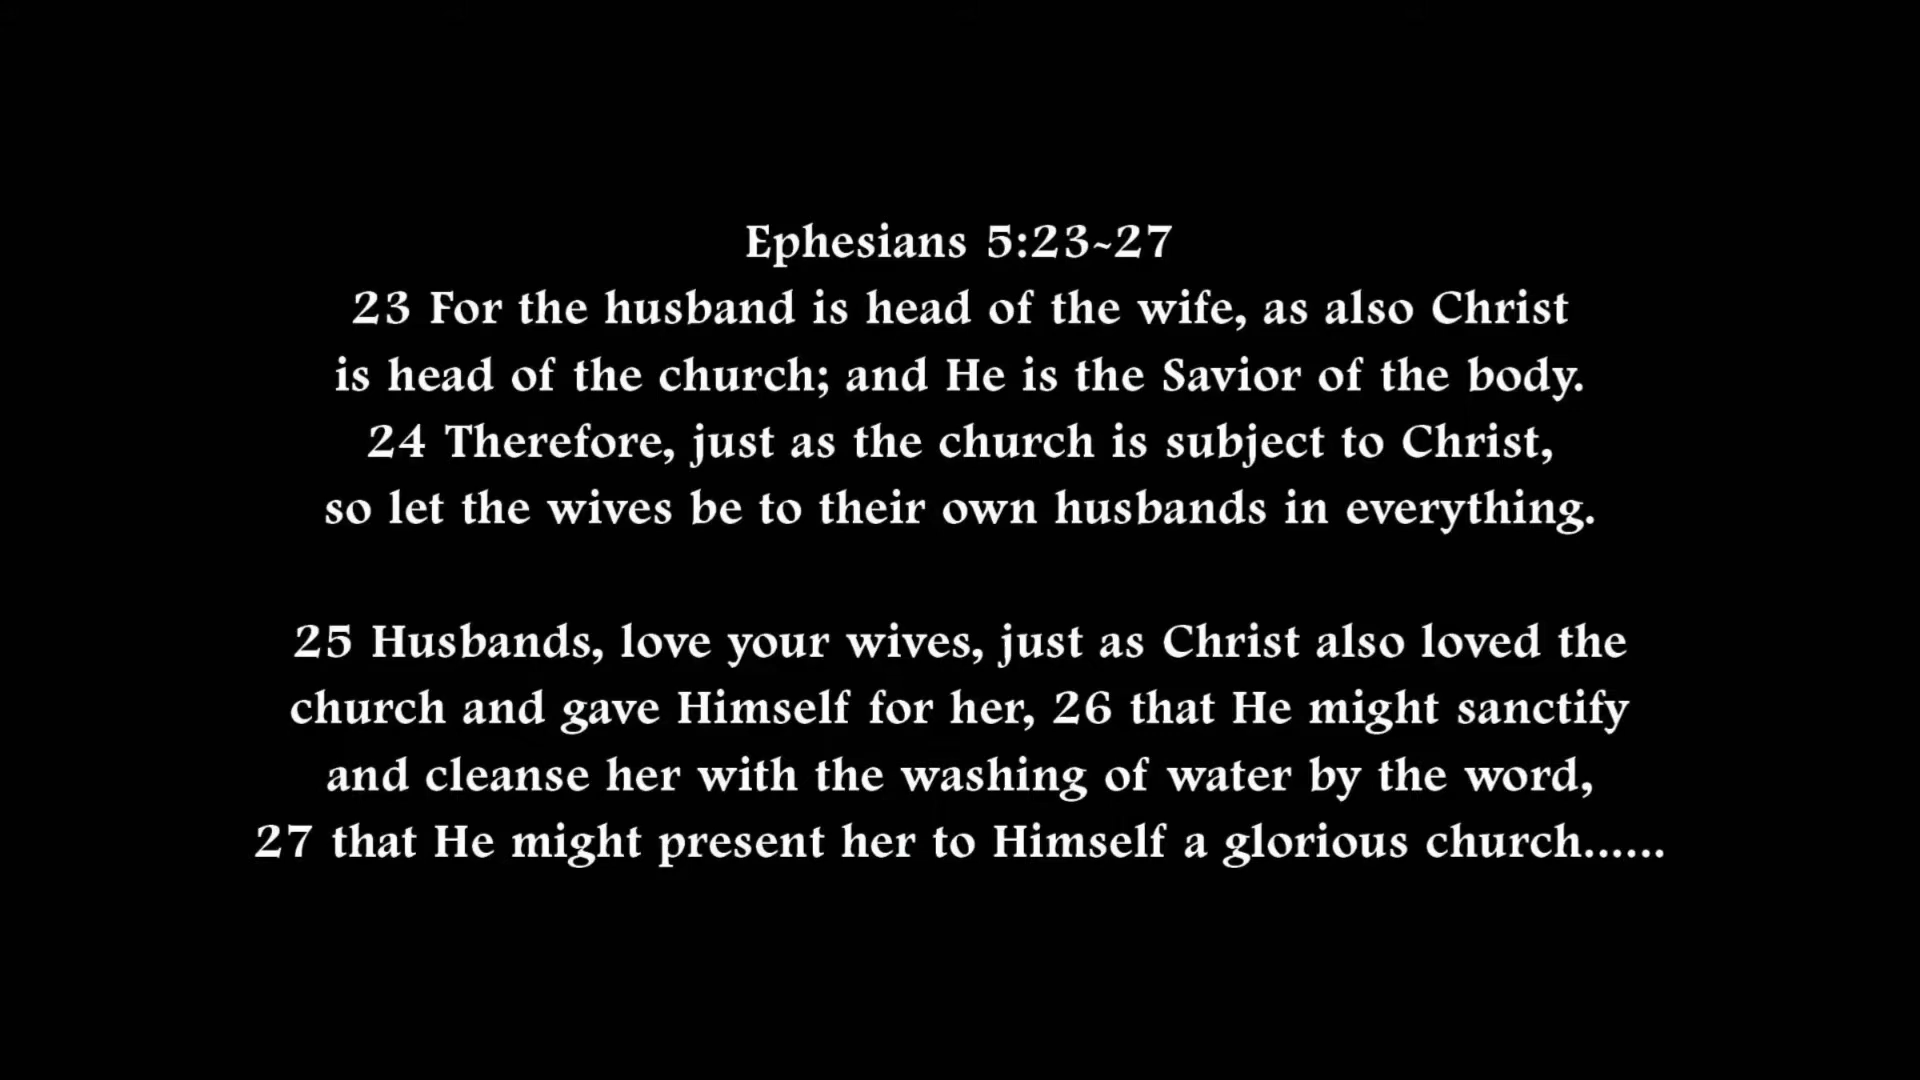 Ephesians 5:23~27
23 For the husband is head of the wife, as also Christ
is head of the church; and He is the Savior of the body.
24 Therefore, just as the church is subject to Christ,
so let the wives be to their own husbands in everything.
25 Husbands, love your wives, just as Christ also loved the
church and gave Himself for her, 26 that He might sanctify
and cleanse her with the washing of water by the word,
27 that He might present her to Himself a glorious church......